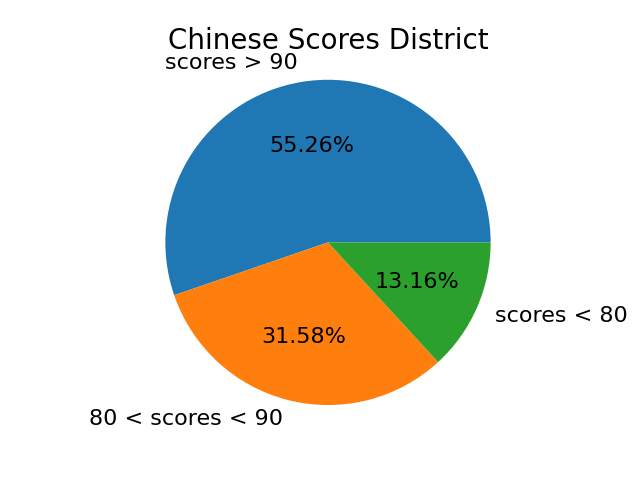 Chinese Scores District
scores > 90
55.26%
13.16%
scores < 80
31.58%
80 < scores < 90